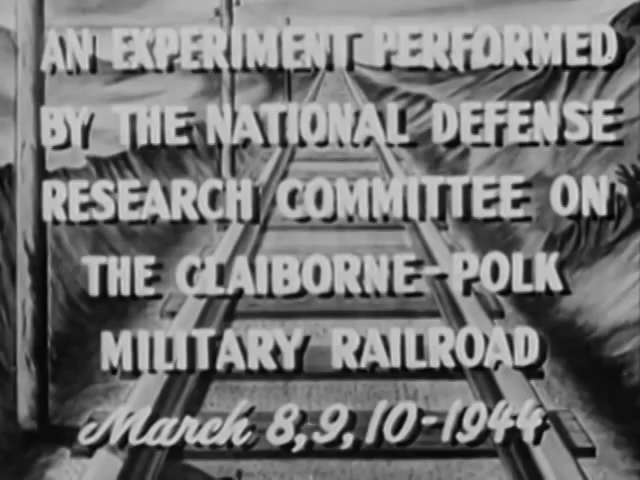 AN EXPERIMENT PERFORMED
BY THE NATIONAL DEFENSE
RESEARCH COMMITTEE ON
THE CLAIBORNE-POLK
MILITARY RAILROAD
March 8, 9, 10-1944